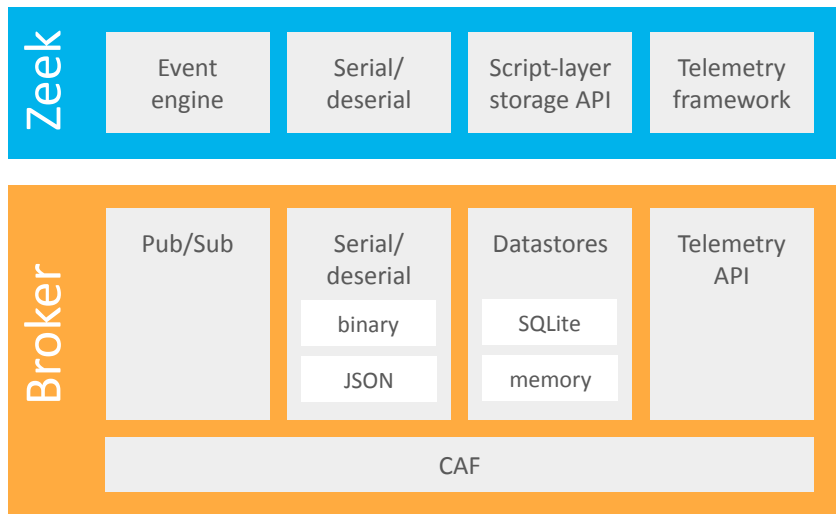 Zeek
Event
engine
Serial/
deserial
Script-layer
storage API
Telemetry
framework
Broker
Pub/Sub
Serial/
deserial
binary
JSON
Datastores
SQLite
memory
Telemetry
API
CAF